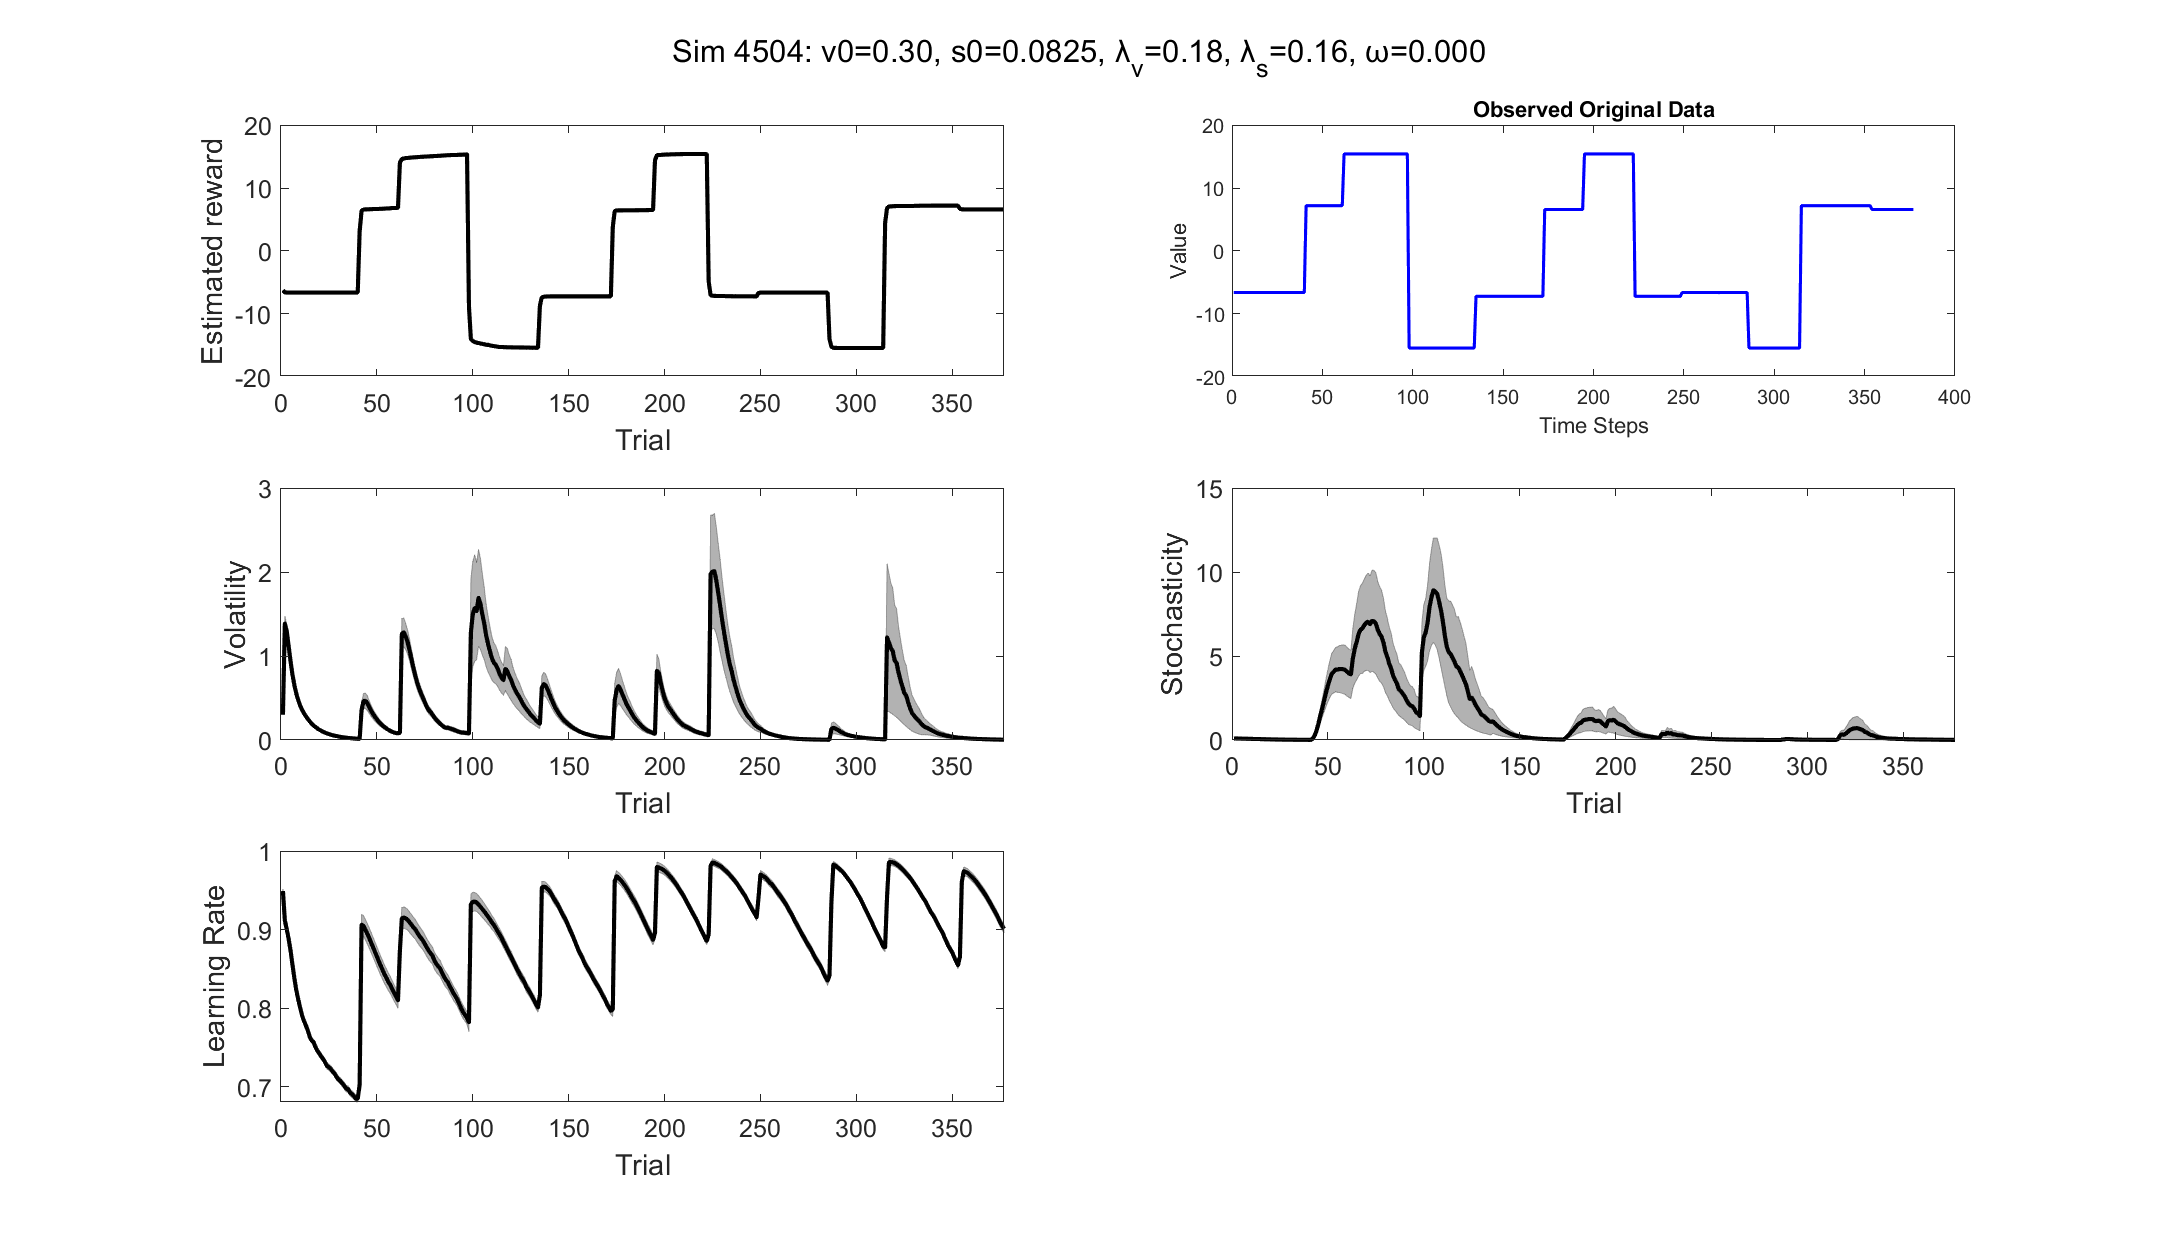 Sim 4504: v0=0.30, s0=0.0825, λv=0.18, λs=0.16, ω=0.000
20
10
0
-10
-20
Estimated reward
0 50 100 150 200 250 300 350
Trial
Observed Original Data
20
10
0
-10
-20
Value
0 50 100 150 200 250 300 350 400
Time Steps
3
2
1
0
Volatility
0 50 100 150 200 250 300 350
Trial
15
10
5
0
Stochasticity
0 50 100 150 200 250 300 350
Trial
1
0.9
0.8
0.7
Learning Rate
0 50 100 150 200 250 300 350
Trial